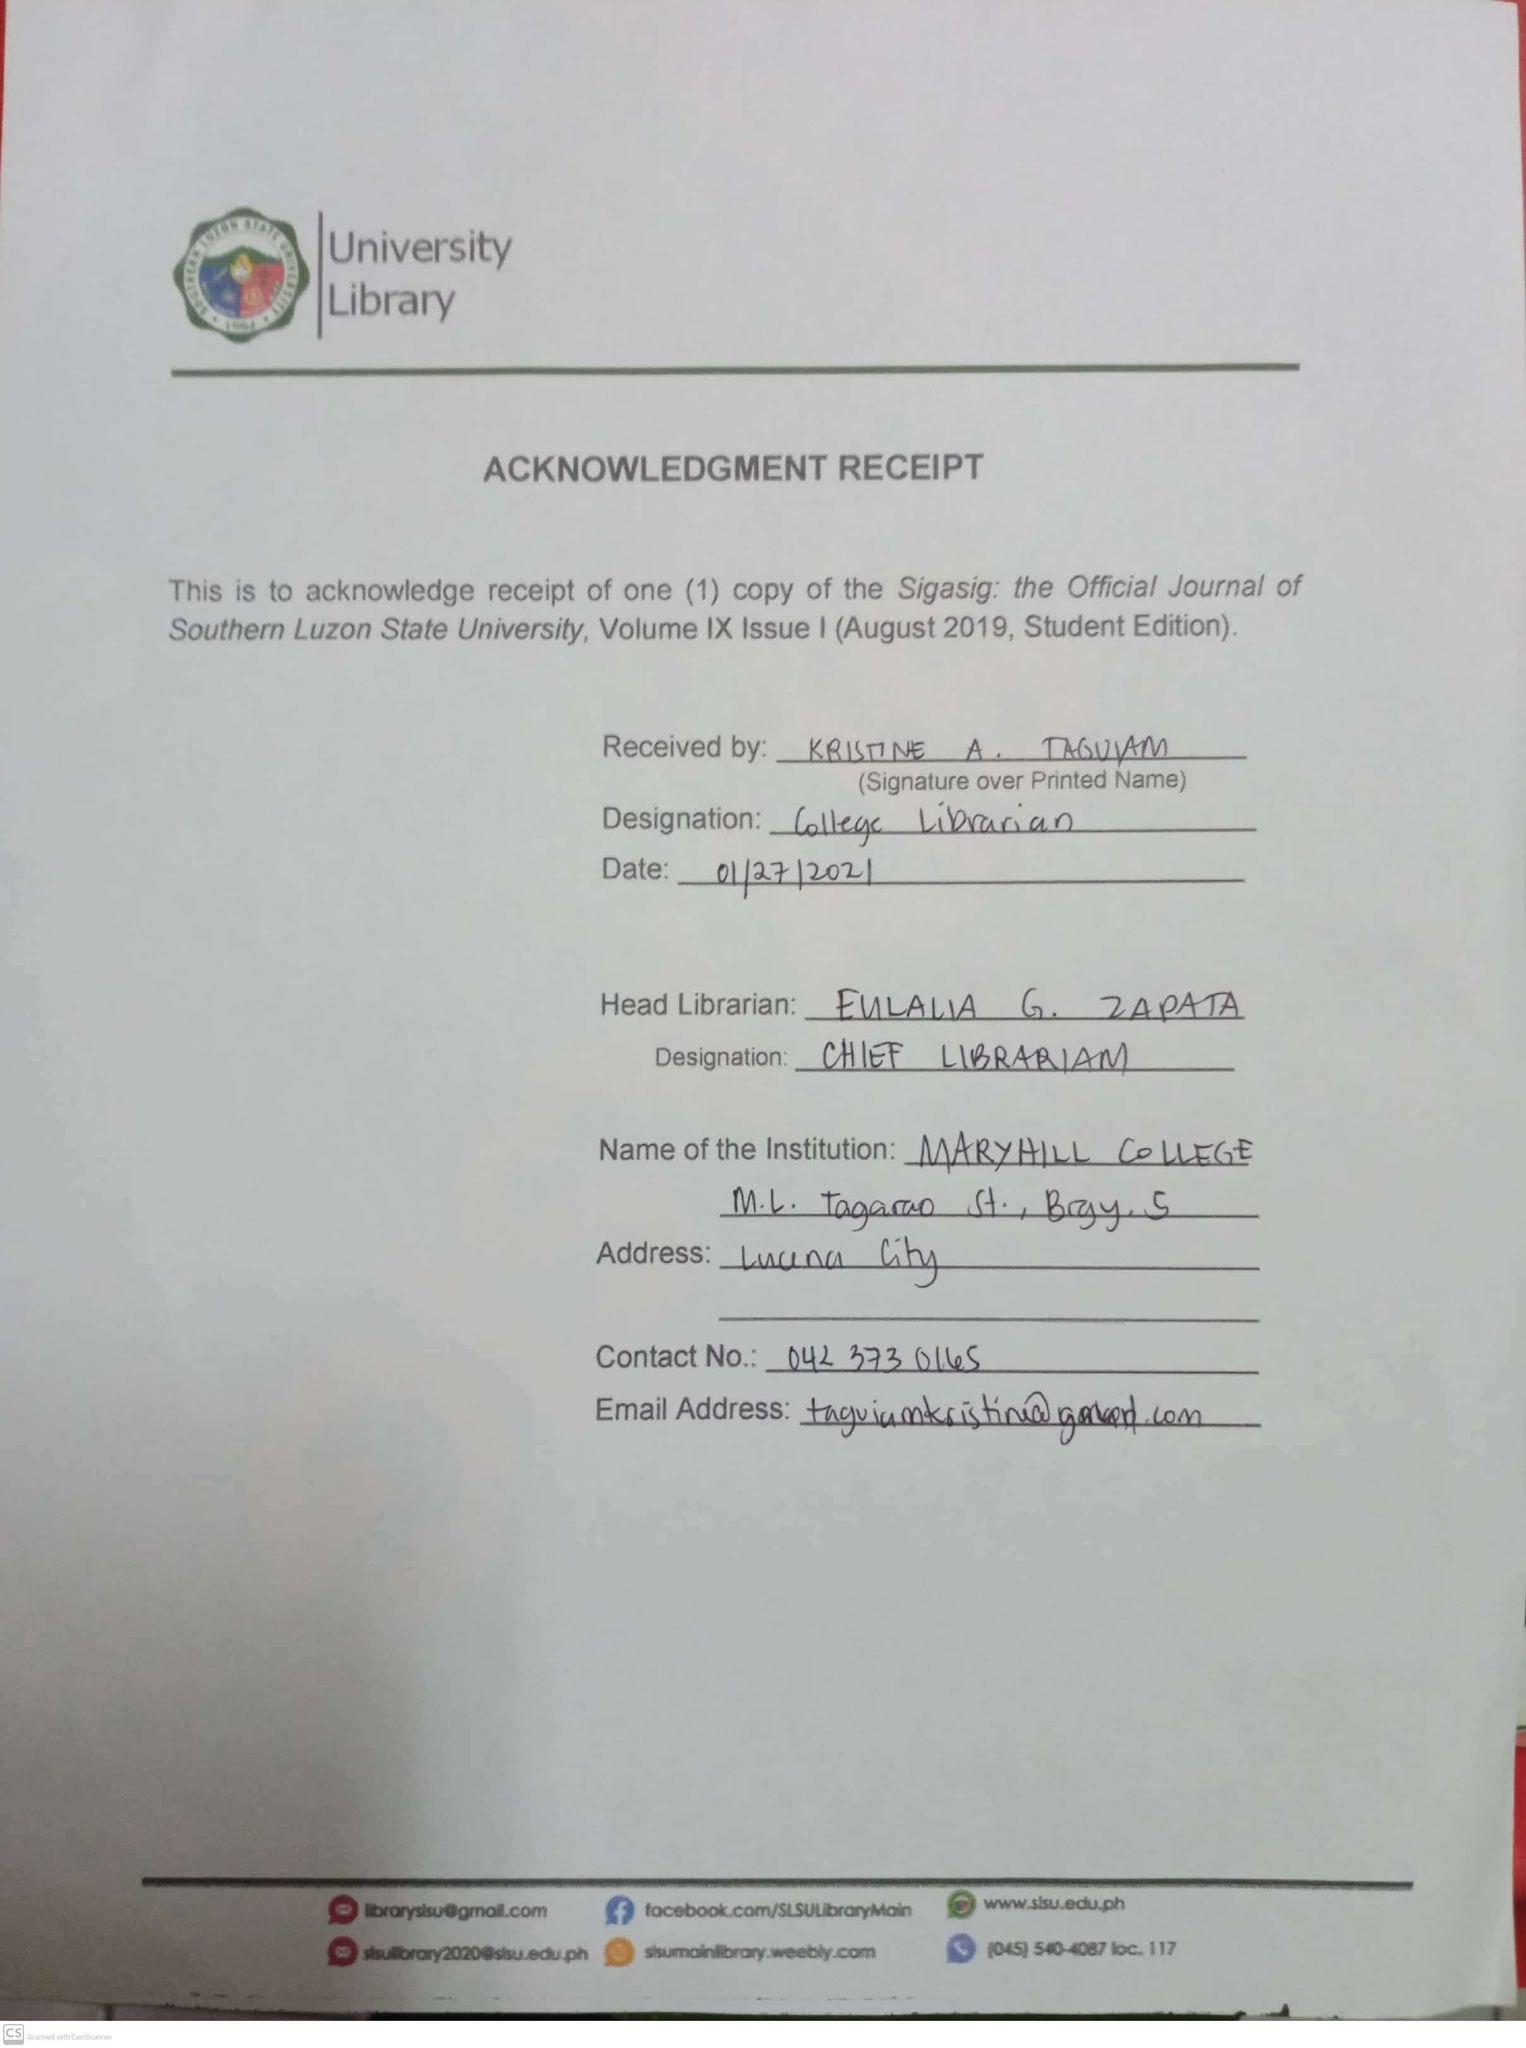 SOUTHERN LUZON STATE UNIVERSITY
1964
University
Library
ACKNOWLEDGMENT RECEIPT
This is to acknowledge receipt of one (1) copy of the Sigasig: the Official Journal of
Southern Luzon State University, Volume IX Issue I (August 2019, Student Edition).
Received by: KRISTINE A. TAGUIAM
(Signature over Printed Name)
Designation: College Librarian
Date: 01/27/2021
Head Librarian: EULALIA G. ZAPATA
Designation: CHIEF LIBRARIAM
Name of the Institution: MARYHILL COLLEGE
M.L. Tagarao St., Brgy. 5
Address: Lucena City
Contact No.: 042 373 0165
Email Address:
libraryslsu@gmail.com facebook.com/SLSULibraryMain www.slsu.edu.ph
slsulibrary2020@slsu.edu.ph slsumainlibrary.weebly.com (045) 540-4087 loc. 117
CS Scanned with CamScanner